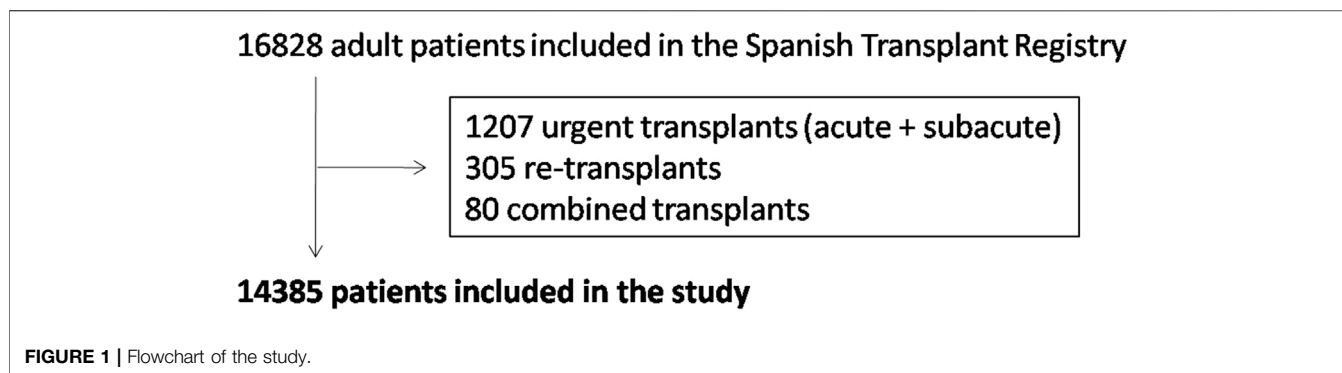 16828 adult patients included in the Spanish Transplant Registry
1207 urgent transplants (acute + subacute)
305 re-transplants
80 combined transplants
14385 patients included in the study
FIGURE 1 | Flowchart of the study.